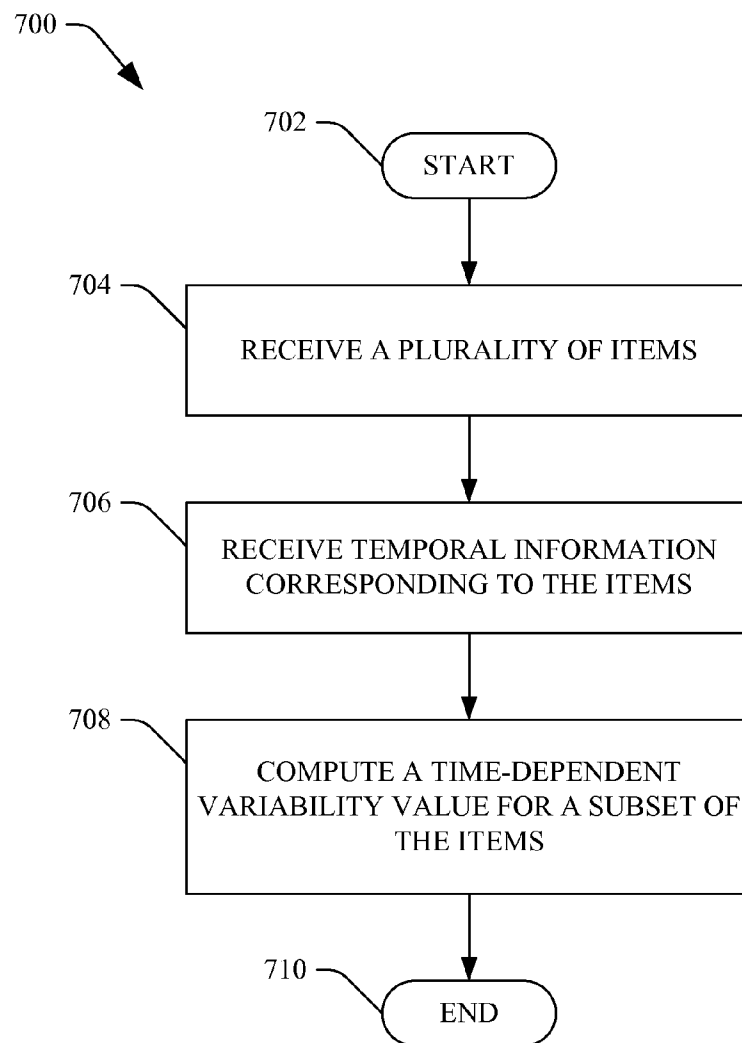 700
702
START
704
RECEIVE A PLURALITY OF ITEMS
706
RECEIVE TEMPORAL INFORMATION
CORRESPONDING TO THE ITEMS
708
COMPUTE A TIME-DEPENDENT
VARIABILITY VALUE FOR A SUBSET OF
THE ITEMS
710
END